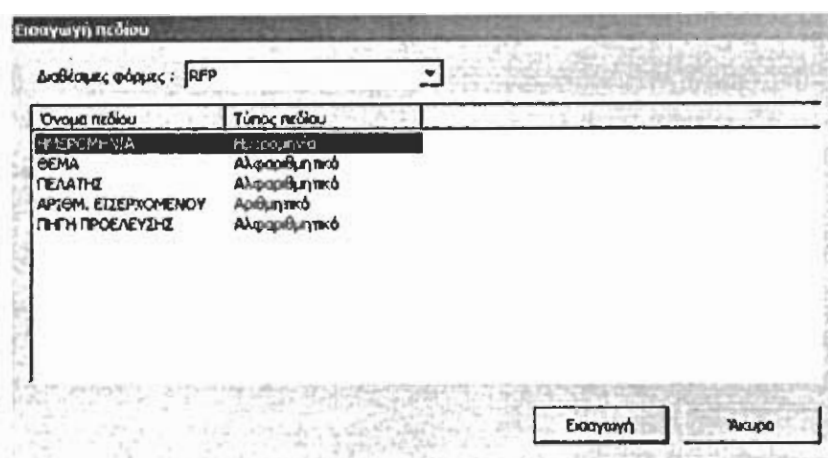 Εισαγωγή πεδίου
Διαθέσιμες φόρμες : RFP
Όνομα πεδίου Τύπος πεδίου
ΗΜΕΡΟΜΗΝΙΑ Ημερομηνία
ΘΕΜΑ Αλφαριθμητικό
ΠΕΛΑΤΗΣ Αλφαριθμητικό
ΑΡΙΘΜ. ΕΙΣΕΡΧΟΜΕΝΟΥ Αριθμητικό
ΠΗΓΗ ΠΡΟΕΛΕΥΣΗΣ Αλφαριθμητικό
Εισαγωγή Άκυρο